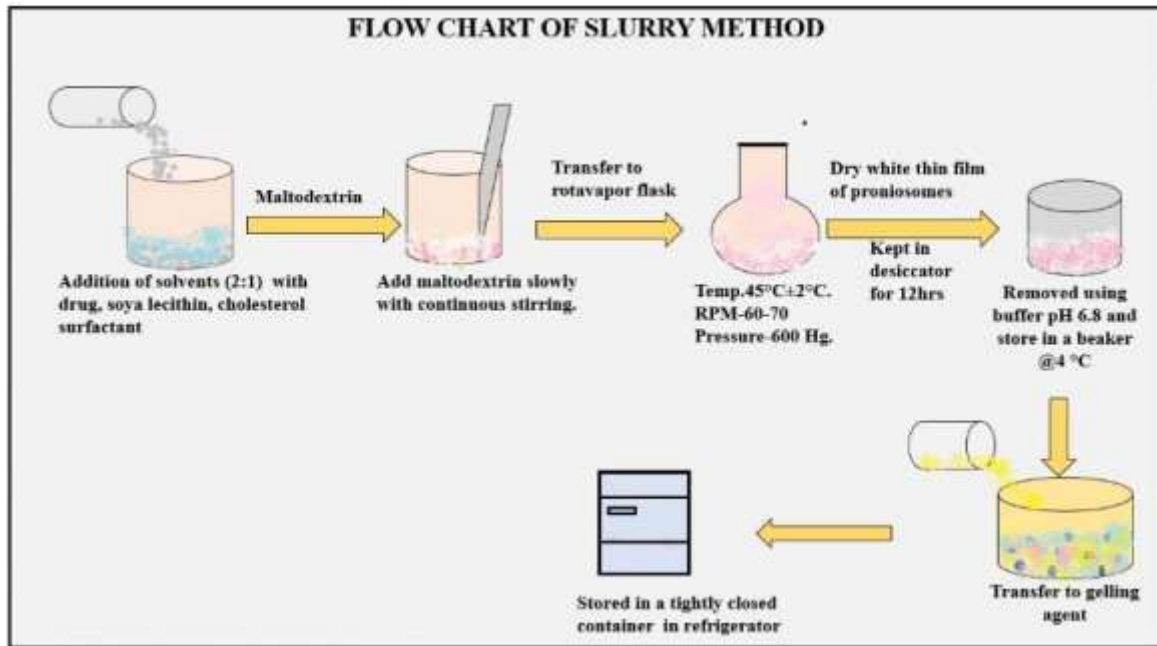 FLOW CHART OF SLURRY METHOD
Maltodextrin
Transfer to
rotavapor flask
Dry white thin film
of proniosomes
Kept in
desiccator
for 12hrs
Addition of solvents (2:1) with
drug, soya lecithin, cholesterol
surfactant
Add maltodextrin slowly
with continuous stirring.
Temp.45°C±2°C.
RPM-60-70
Pressure-600 Hg.
Removed using
buffer pH 6.8 and
store in a beaker
@4 °C
Transfer to gelling
agent
Stored in a tightly closed
container in refrigerator